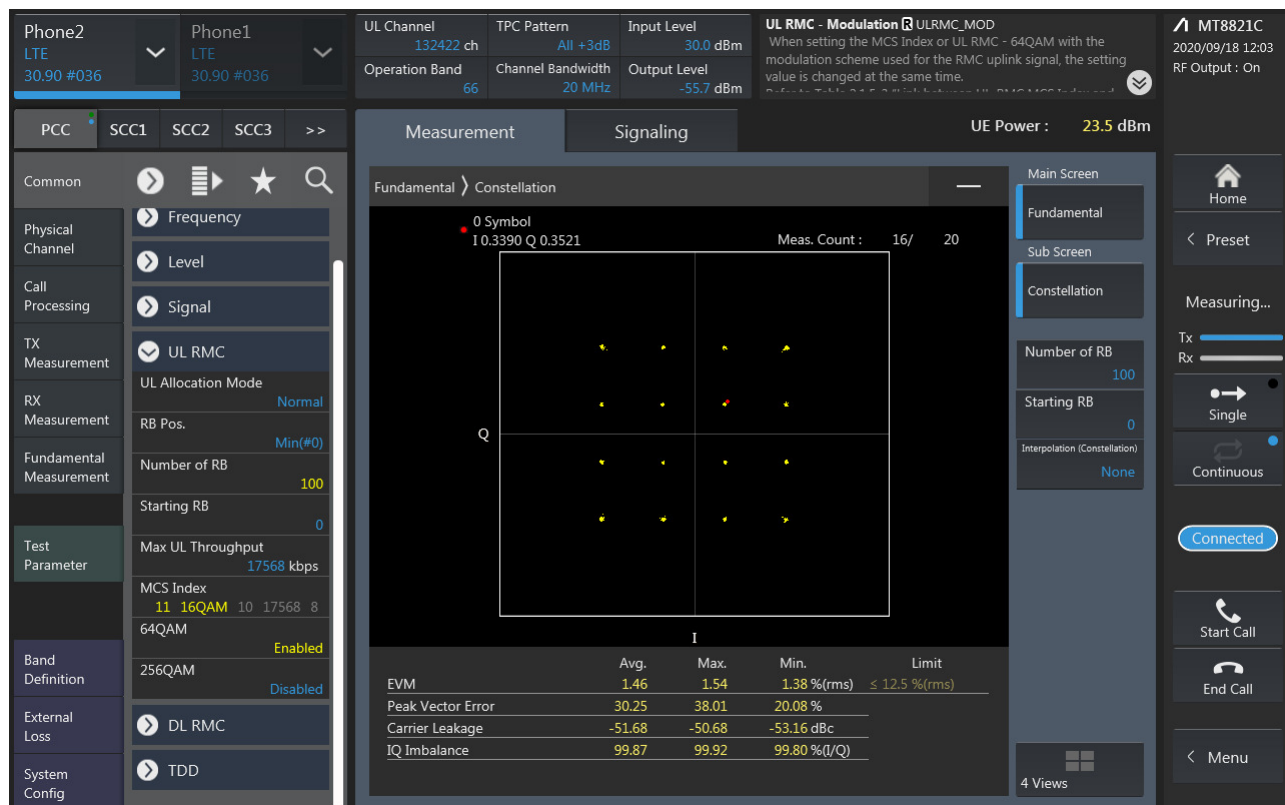 Phone2
LTE
30.90 #036
Phone1
LTE
30.90 #036
UL Channel
132422 ch
TPC Pattern
All +3dB
Input Level
30.0 dBm
Operation Band
66
Channel Bandwidth
20 MHz
Output Level
-55.7 dBm
UL RMC - Modulation R ULRMC_MOD
When setting the MCS Index or UL RMC -
64QAM with the
modulation scheme used for the RMC uplink signal, the setting
value is changed at the same time.
MT8821C
2020/09/18 12:03
RF Output : On
PCC SCC1 SCC2 SCC3 >>
Measurement
Signaling
UE Power : 23.5 dBm
Common
Physical
Channel
Call
Processing
TX
Measurement
RX
Measurement
Fundamental
Measurement
Test
Parameter
Band
Definition
External
Loss
System
Config
Frequency
Level
Signal
UL RMC
UL Allocation Mode
Normal
RB Pos.
Min(#0)
Number of RB
100
Starting RB
0
Max UL Throughput
17568 kbps
MCS Index
11 16QAM 10 17568 8
64QAM
Enabled
256QAM
Disabled
DL RMC
TDD
Fundamental 〉 Constellation
0 Symbol
I 0.3390 Q 0.3521
Meas. Count : 16/ 20
Q
I
Avg. Max. Min. Limit
EVM 1.46 1.54 1.38 %(rms) ≤ 12.5 %(rms)
Peak Vector Error 30.25 38.01 20.08 %
Carrier Leakage -51.68 -50.68 -53.16 dBc
IQ Imbalance 99.87 99.92 99.80 %(I/Q)
Main Screen
Fundamental
Sub Screen
Constellation
Number of RB
100
Starting RB
0
Interpolation (Constellation)
None
4 Views
Home
< Preset
Measuring...
Tx
Rx
Single
Continuous
Connected
Start Call
End Call
< Menu